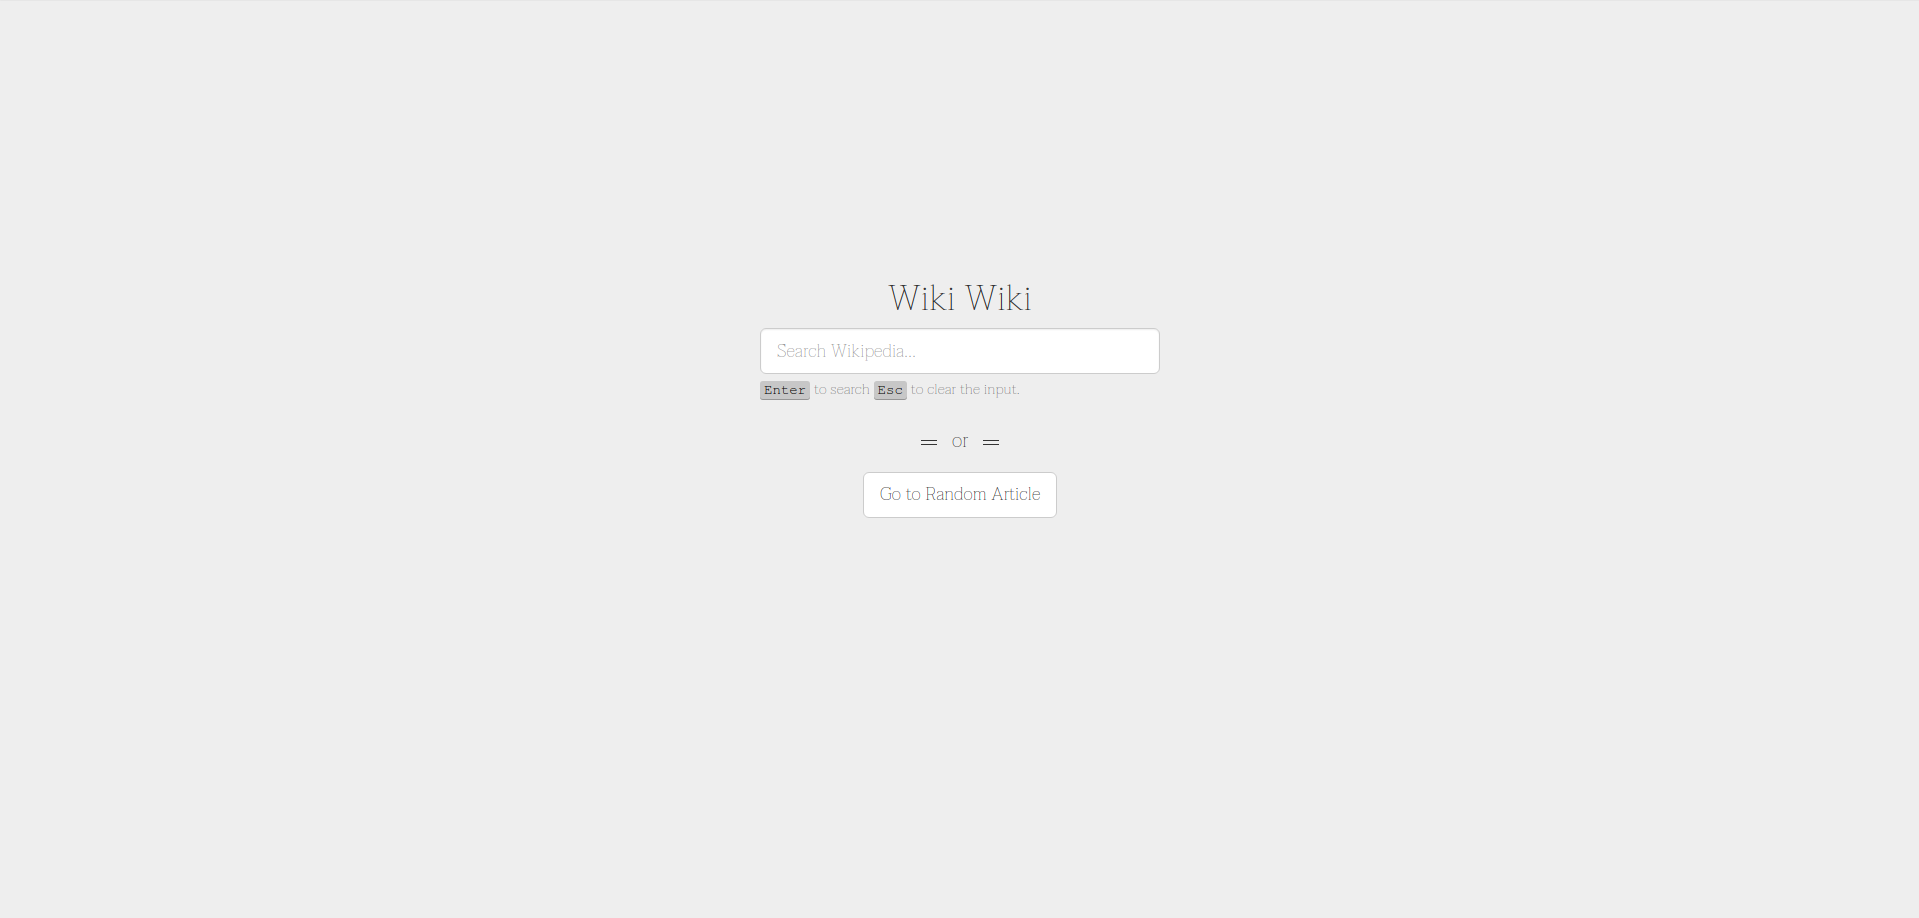 Wiki Wiki
Search Wikipedia...
Enter to search Esc to clear the input.
or
Go to Random Article